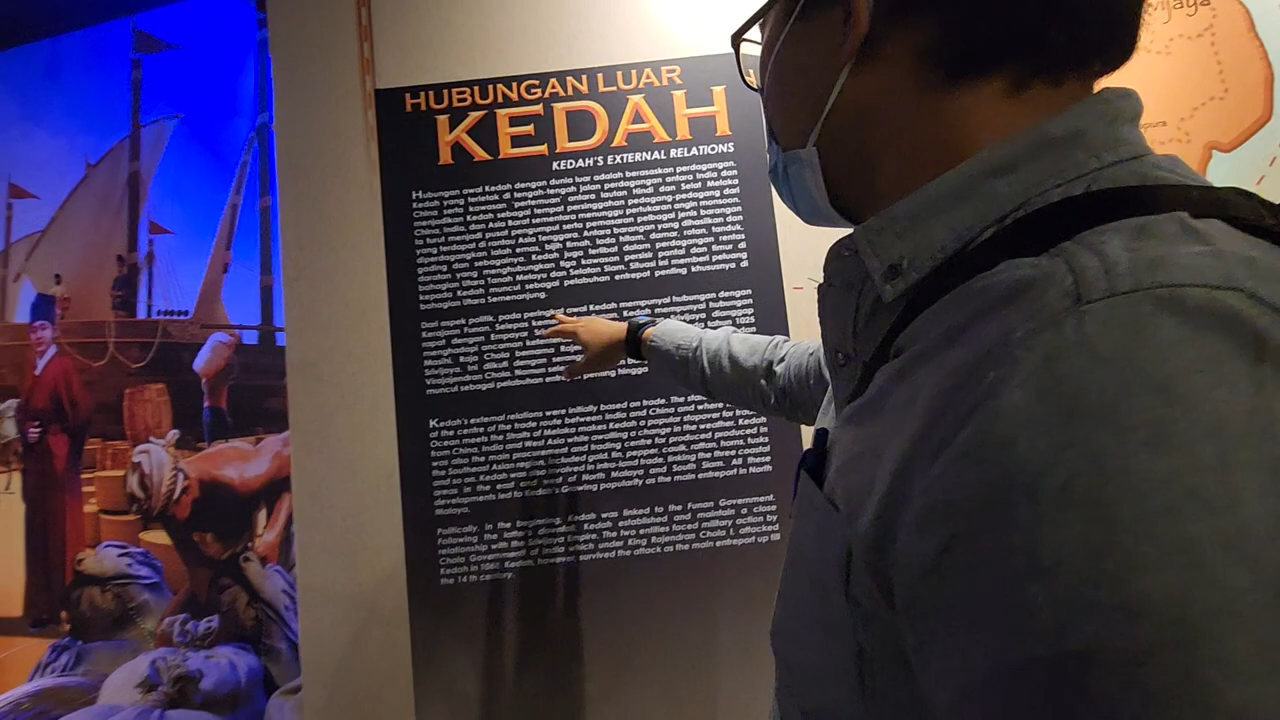 HUBUNGAN LUAR
KEDAH
KEDAH'S EXTERNAL RELATIONS
Hubungan awal Kedah dengan dunia luar adalah berasaskan perdagangan.
Kedah yang terletak di tengah-tengah jalan perdagangan antara India dan
China serta kawasan 'pertemuan' antara lautan Hindi dan Selat Melaka
menjadikan Kedah sebagai tempat persinggahan pedagang-pedagang dari
China, India, dan Asia Barat sementara menunggu pertukaran angin monsoon.
Ia turut menjadi pusat pengumpul serta pemasaran pelbagai jenis barangan
yang terdapat di rantau Asia Tenggara. Antara barangan yang dihasilkan dan
diperdagangkan ialah emas, bijih timah, lada hitam, damar, rotan, tanduk,
gading dan sebagainya. Kedah juga terlibat dalam perdagangan rentas
daratan yang menghubungkan tiga kawasan persisir pantai dan timur di
bahagian Utara Tanah Melayu dan Selatan Siam. Situasi ini memberi peluang
kepada Kedah muncul sebagai pelabuhan entrepot penting khususnya di
bahagian Utara Semenanjung.
Dari aspek politik, pada awal Kedah mempunyai hubungan dengan
Kerajaan Funan. Selepas Kedah mempunyai hubungan
rapat dengan Empayar dianggap
menghadapi ancaman tahun 1025
Masihi. Raja Chola bernama
Srivijaya. Ini diikuti dengan
Virajajendran Chola. Namun
muncul sebagai pelabuhan penting hingga
Kedah's external relations were initially based on trade. The
at the centre of the trade route between India and China and where
Ocean meets the Straits of Melaka makes Kedah a popular stopover for
from China, India and West Asia while awaiting a change in the weather. Kedah
was also the main procurement and trading centre for produced produced in
the Southeast Asian region, included gold, tin, pepper, caulk, rattan, horns, tusks
and so on. Kedah was also involved in intra-land trade, linking the three coastal
areas in the east and west of North Malaya and South Siam. All these
developments led to Kedah's Growing popularity as the main entreport in North
Malaya.
Politically, in the beginning, Kedah was linked to the Funan Government.
Following the latter's downfall, Kedah established and maintain a close
relationship with the Srivijaya Empire. The two entities faced military action by
Chola Government of India which under King Rajendran Chola I, attacked
Kedah in Kedah, however, survived the attack as the main entreport up till
the 14th century.